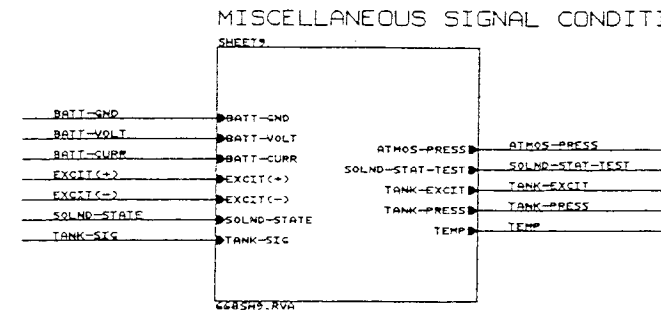 MISCELLANEOUS SIGNAL CONDITI
SHEET9
BATT-GND BATT-GND
BATT-VOLT BATT-VOLT
BATT-CURR BATT-CURR ATMOS-PRESS ATMOS-PRESS
EXCIT(+) EXCIT(+) SOLND-STAT-TEST SOLND-STAT-TEST
EXCIT(-) EXCIT(-) TANK-EXCIT TANK-EXCIT
SOLND-STATE SOLND-STATE TANK-PRESS TANK-PRESS
TANK-SIG TANK-SIG TEMP TEMP
668SH9.RVA